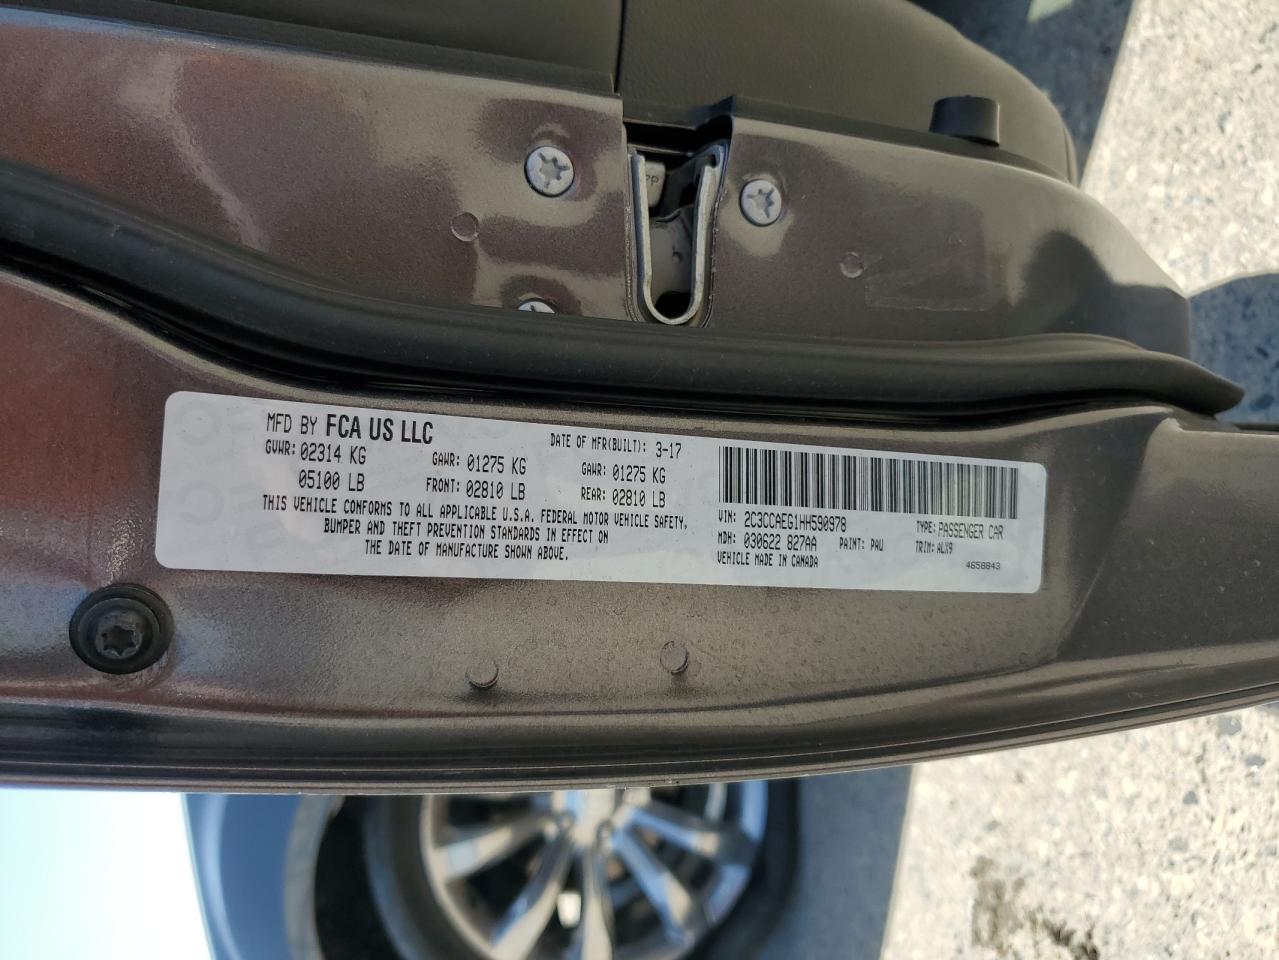 MFD BY FCA US LLC
DATE OF MFR(BUILT): 3-17
GVWR: 02314 KG
GAWR: 01275 KG
GAWR: 01275 KG
05100 LB
FRONT: 02810 LB
REAR: 02810 LB
THIS VEHICLE CONFORMS TO ALL APPLICABLE U.S.A. FEDERAL MOTOR VEHICLE SAFETY,
BUMPER AND THEFT PREVENTION STANDARDS IN EFFECT ON
THE DATE OF MANUFACTURE SHOWN ABOVE.
VIN: 2C3CCAEG1HH590978
TYPE: PASSENGER CAR
MDH: 030622 827AA
PAINT: PAU
TRIM: ALX9
VEHICLE MADE IN CANADA
4658843